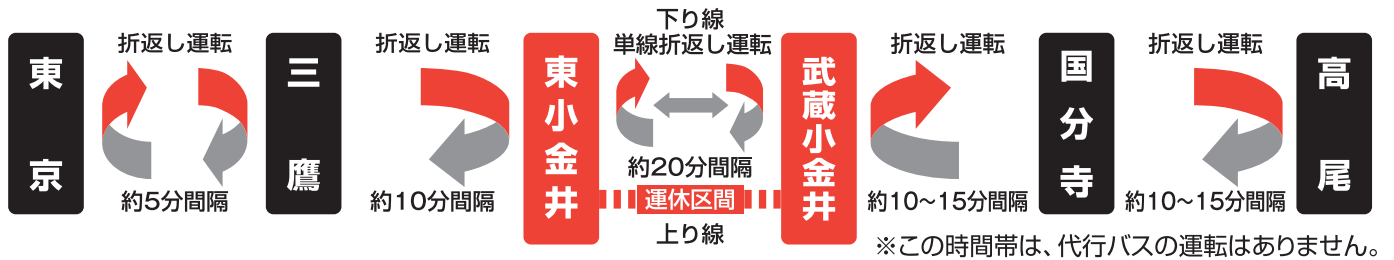 東京
折返し運転
約5分間隔
三鷹
折返し運転
約10分間隔
東小金井
下り線
単線折返し運転
約20分間隔
運休区間
上り線
武蔵小金井
折返し運転
約10～15分間隔
国分寺
折返し運転
約10～15分間隔
高尾
※この時間帯は、代行バスの運転はありません。